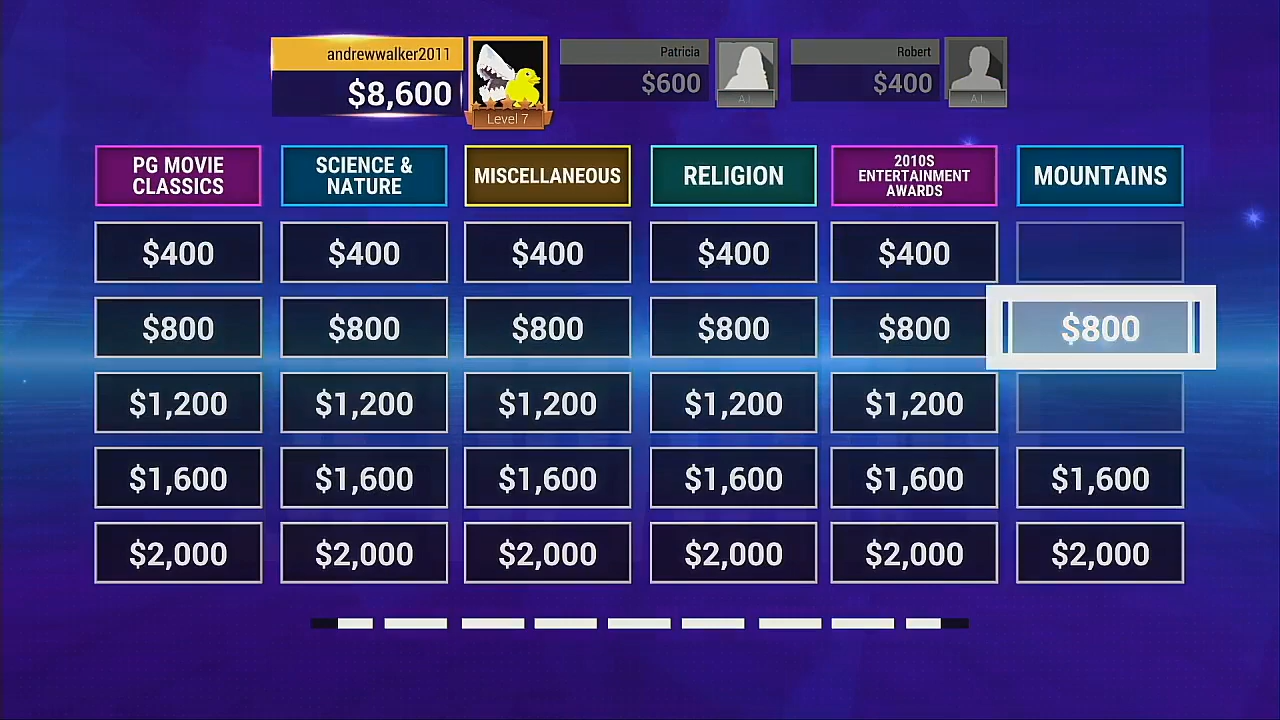 andrewwalker2011
$8,600
Level 7
Patricia
$600
A.I.
Robert
$400
A.I.
PG MOVIE
CLASSICS
SCIENCE &
NATURE
MISCELLANEOUS
RELIGION
2010S
ENTERTAINMENT
AWARDS
MOUNTAINS
$400 $400 $400 $400 $400
$800 $800 $800 $800 $800 $800
$1,200 $1,200 $1,200 $1,200 $1,200
$1,600 $1,600 $1,600 $1,600 $1,600 $1,600
$2,000 $2,000 $2,000 $2,000 $2,000 $2,000